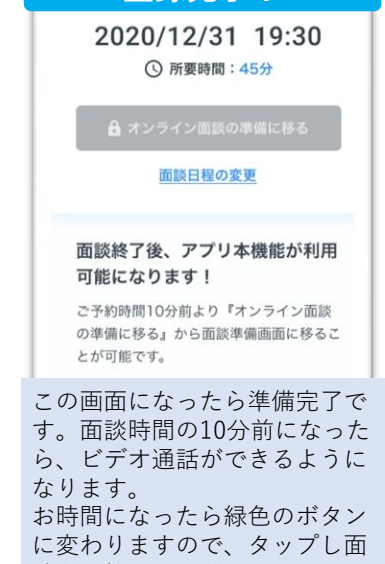 2020/12/31 19:30
所要時間：45分
オンライン面談の準備に移る
面談日程の変更
面談終了後、アプリ本機能が利用
可能になります！
ご予約時間10分前より『オンライン面談
の準備に移る』から面談準備画面に移るこ
とが可能です。
この画面になったら準備完了で
す。面談時間の10分前になった
ら、ビデオ通話ができるように
なります。
お時間になったら緑色のボタン
に変わりますので、タップし面